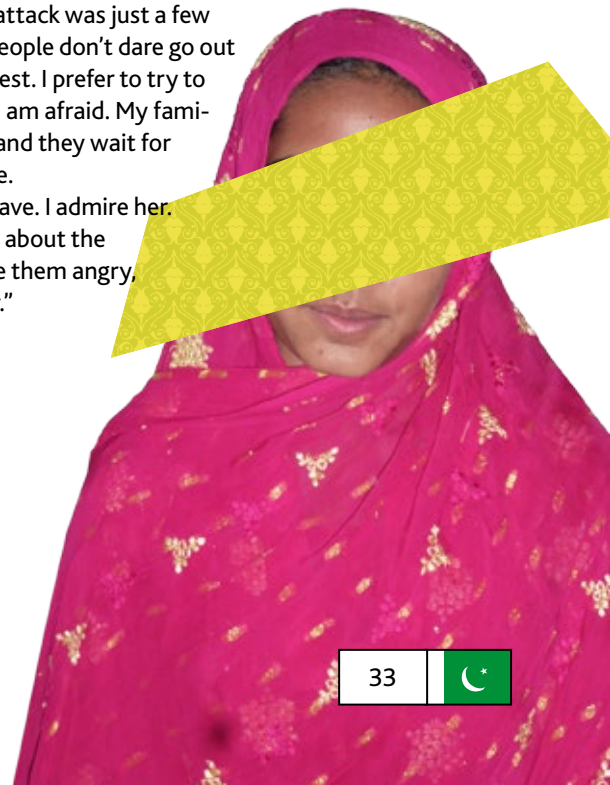 attack was just a few
eople don’t dare go out
est. I prefer to try to
am afraid. My fami-
and they wait for
e.
ave. I admire her.
about the
e them angry,
.”
33